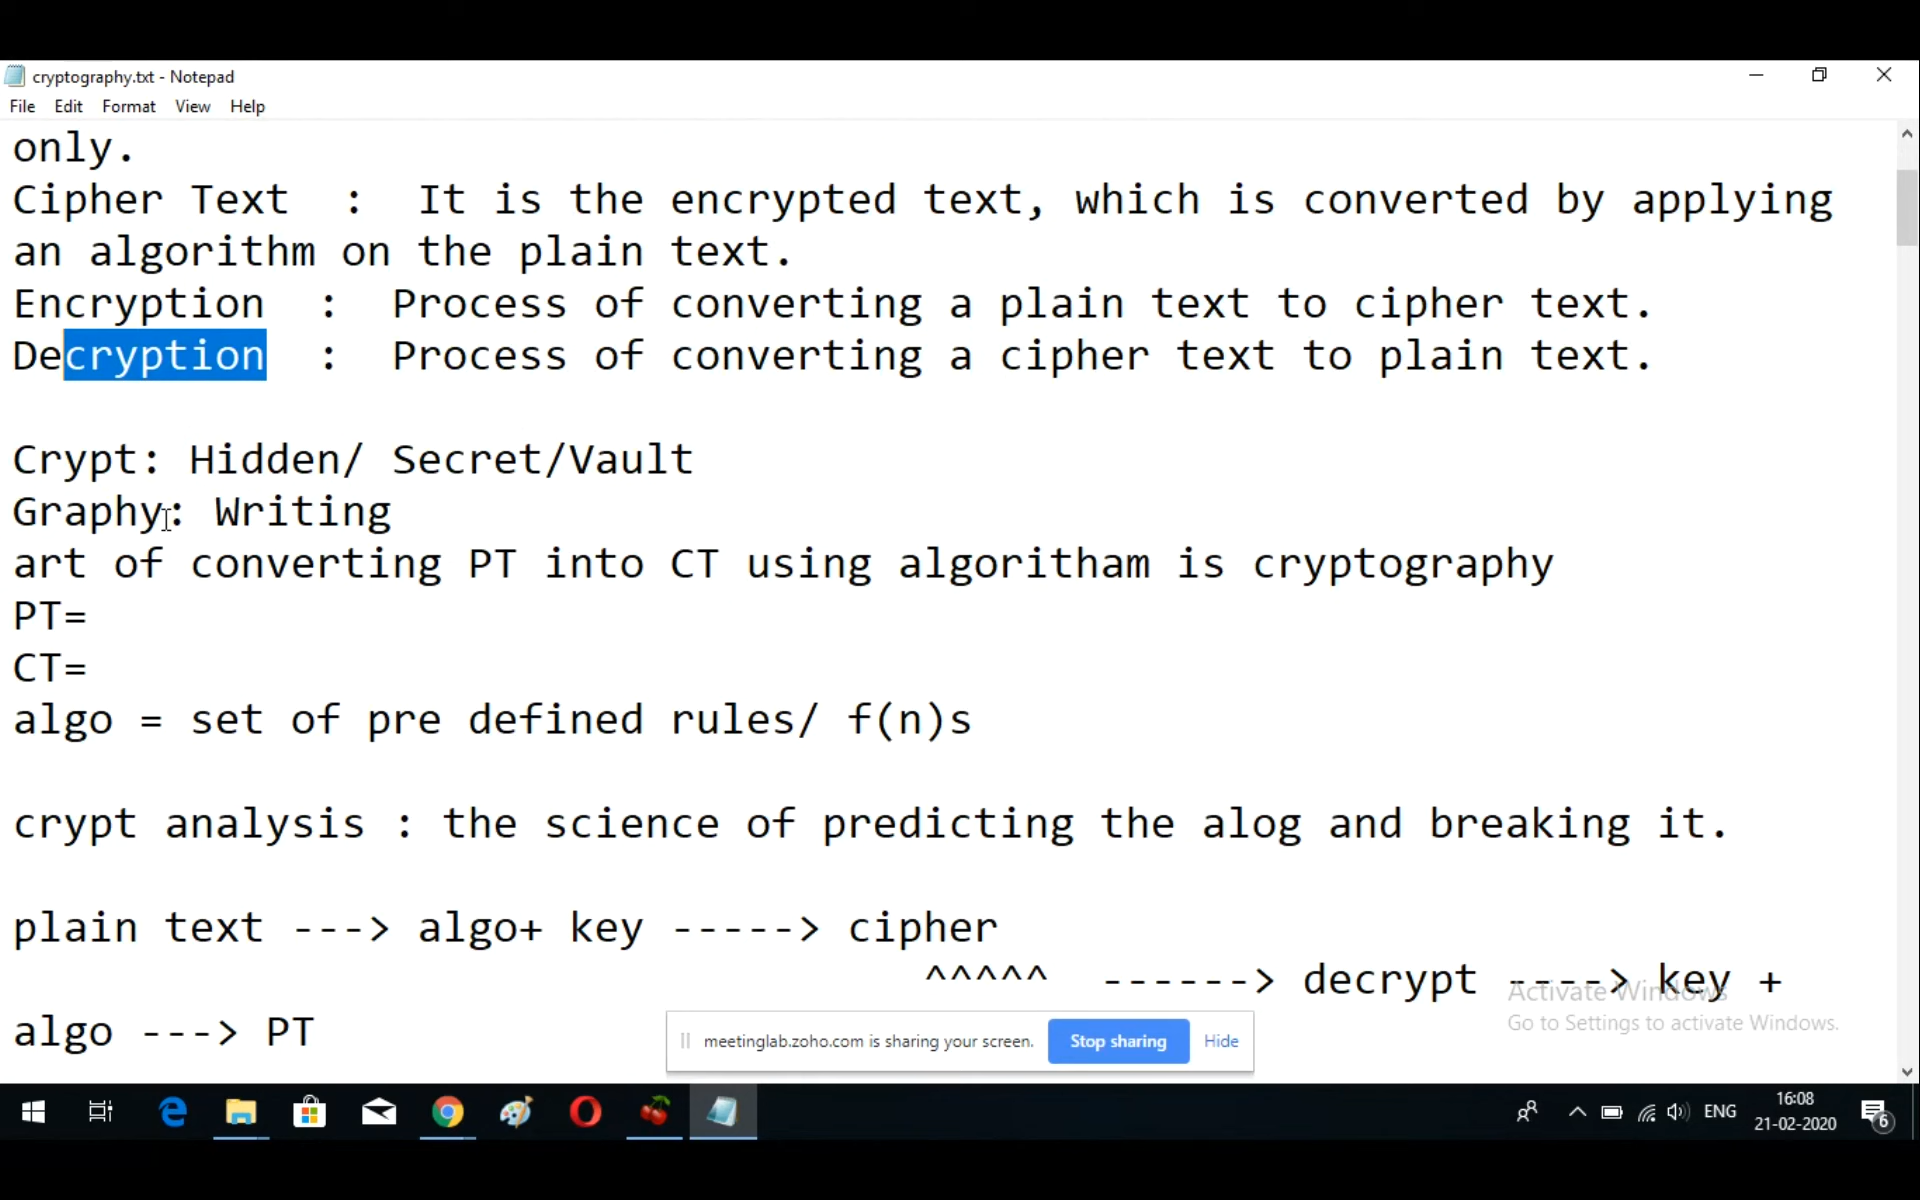 cryptography.txt - Notepad
File Edit Format View Help
only.
Cipher Text  :  It is the encrypted text, which is converted by applying
an algorithm on the plain text.
Encryption  :  Process of converting a plain text to cipher text.
Decryption  :  Process of converting a cipher text to plain text.
Crypt: Hidden/ Secret/Vault
Graphy: Writing
art of converting PT into CT using algoritham is cryptography
PT=
CT=
algo = set of pre defined rules/ f(n)s
crypt analysis : the science of predicting the alog and breaking it.
plain text ---> algo+ key -----> cipher
^^^^^  ------> decrypt ----> key +
algo ---> PT
Activate Windows
Go to Settings to activate Windows.
meetinglab.zoho.com is sharing your screen. Stop sharing Hide
ENG
16:08
21-02-2020
6